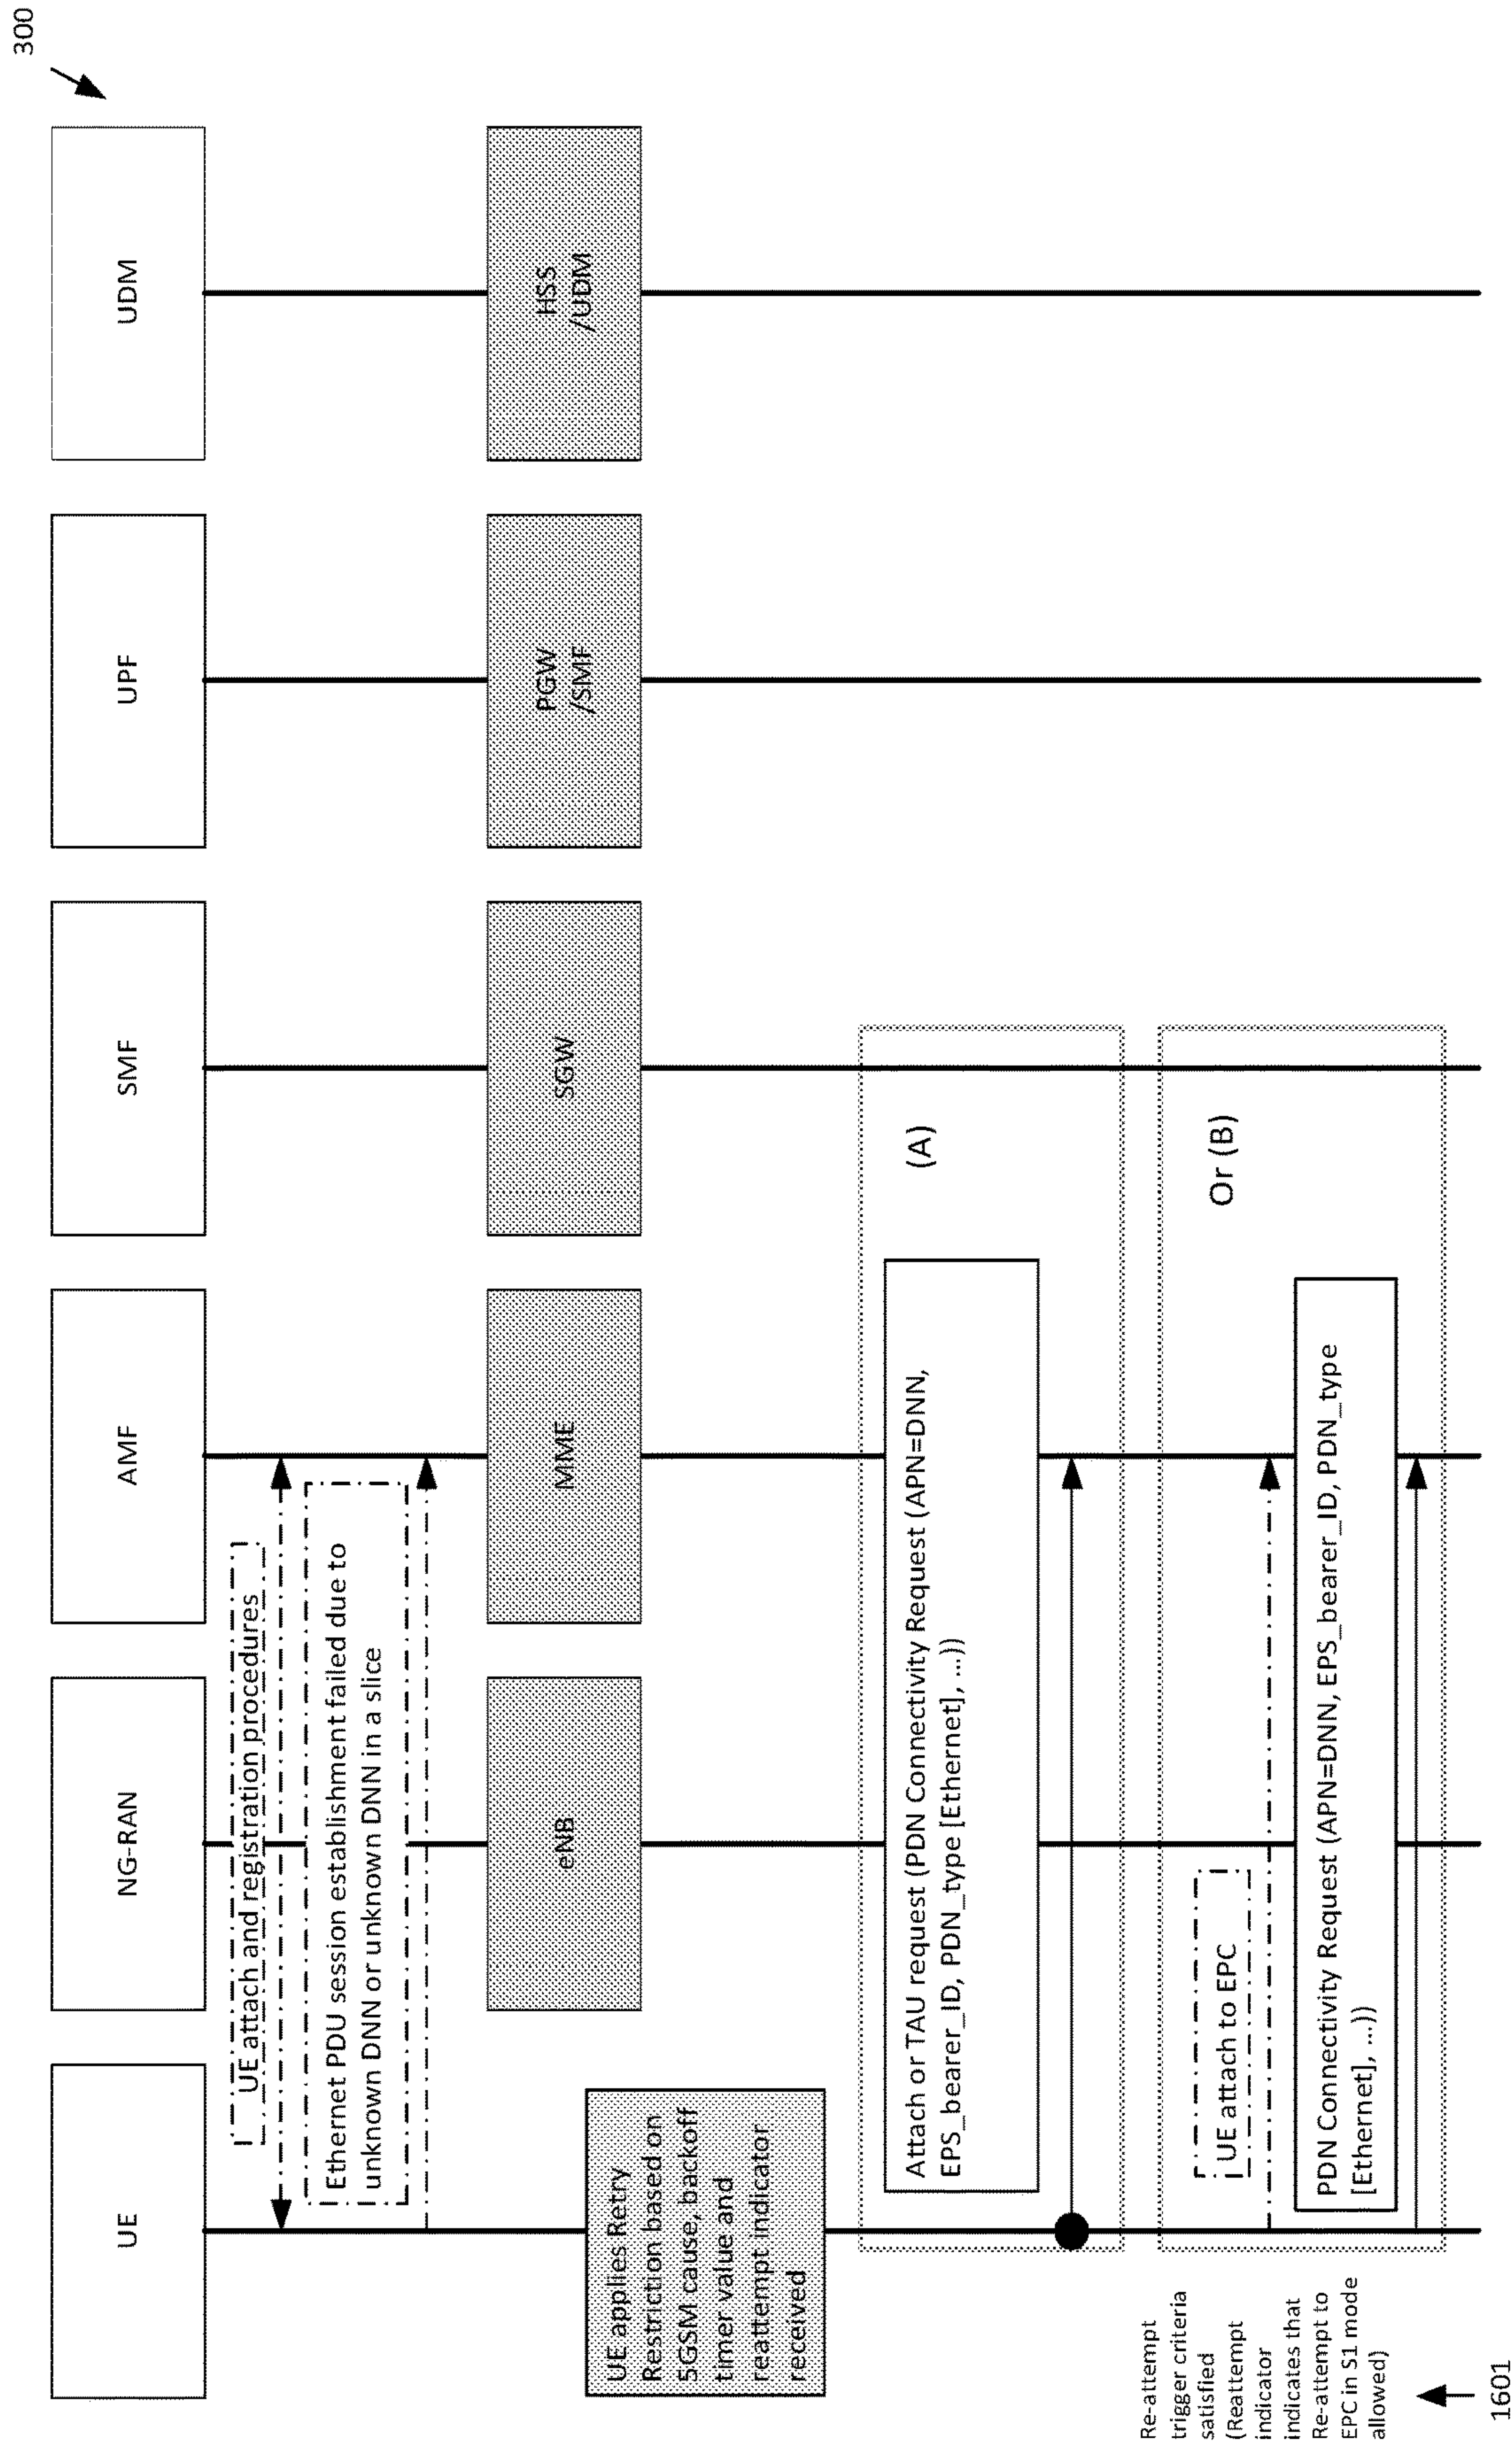 300
UE
NG-RAN
AMF
SMF
UPF
UDM
UE attach and registration procedures
Ethernet PDU session establishment failed due to
unknown DNN or unknown DNN in a slice
eNB
MME
SGW
PGW
/SMF
HSS
/UDM
UE applies Retry
Restriction based on
5GSM cause, backoff
timer value and
reattempt indicator
received
Attach or TAU request (PDN Connectivity Request (APN=DNN,
EPS_bearer_ID, PDN_type [Ethernet], ...))
(A)
Re-attempt
trigger criteria
satisfied
(Reattempt
indicator
indicates that
Re-attempt to
EPC in S1 mode
allowed)
UE attach to EPC
Or (B)
PDN Connectivity Request (APN=DNN, EPS_bearer_ID, PDN_type
[Ethernet], ...))
1601